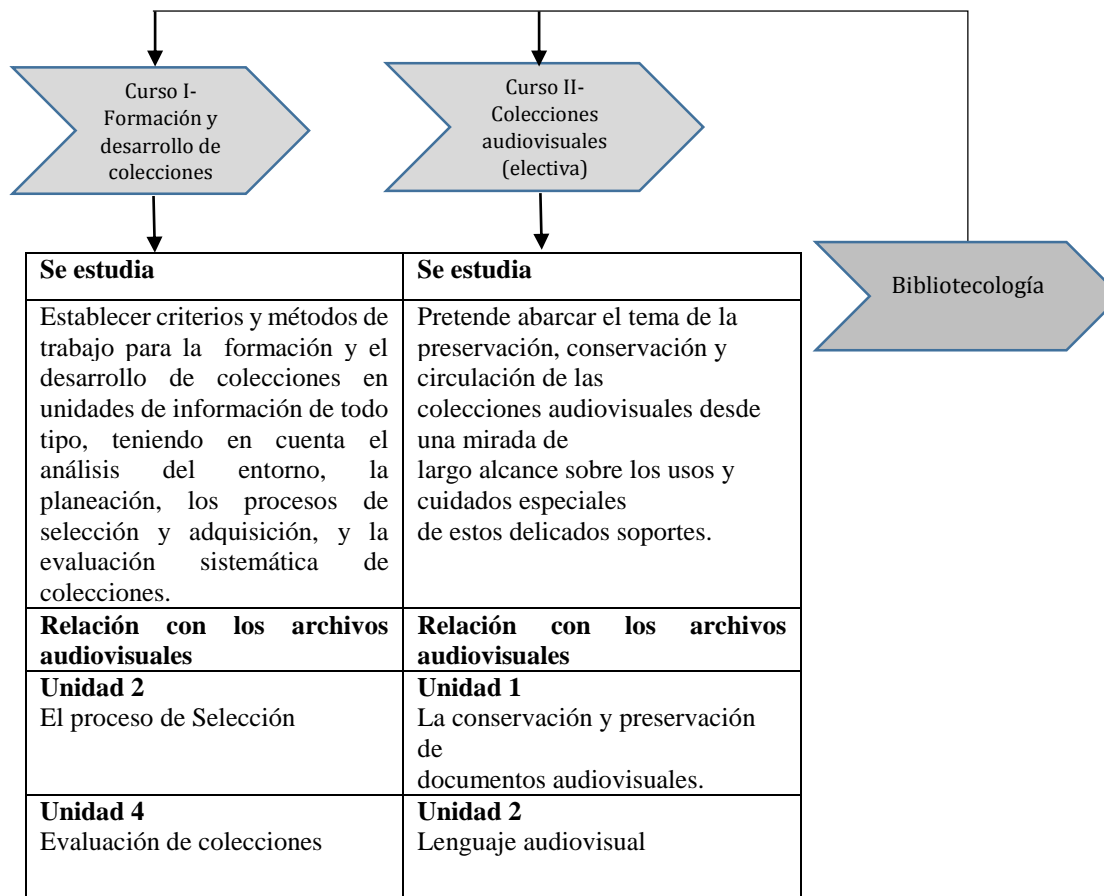 Curso I-
Formación y
desarrollo de
colecciones
Curso II-
Colecciones
audiovisuales
(electiva)
Bibliotecología
Se estudia
Establecer criterios y métodos de
trabajo para la formación y el
desarrollo de colecciones en
unidades de información de todo
tipo, teniendo en cuenta el
análisis del entorno, la
planeación, los procesos de
selección y adquisición, y la
evaluación sistemática de
colecciones.
Relación con los archivos
audiovisuales
Unidad 2
El proceso de Selección
Unidad 4
Evaluación de colecciones
Se estudia
Pretende abarcar el tema de la
preservación, conservación y
circulación de las
colecciones audiovisuales desde
una mirada de
largo alcance sobre los usos y
cuidados especiales
de estos delicados soportes.
Relación con los archivos
audiovisuales
Unidad 1
La conservación y preservación
de
documentos audiovisuales.
Unidad 2
Lenguaje audiovisual